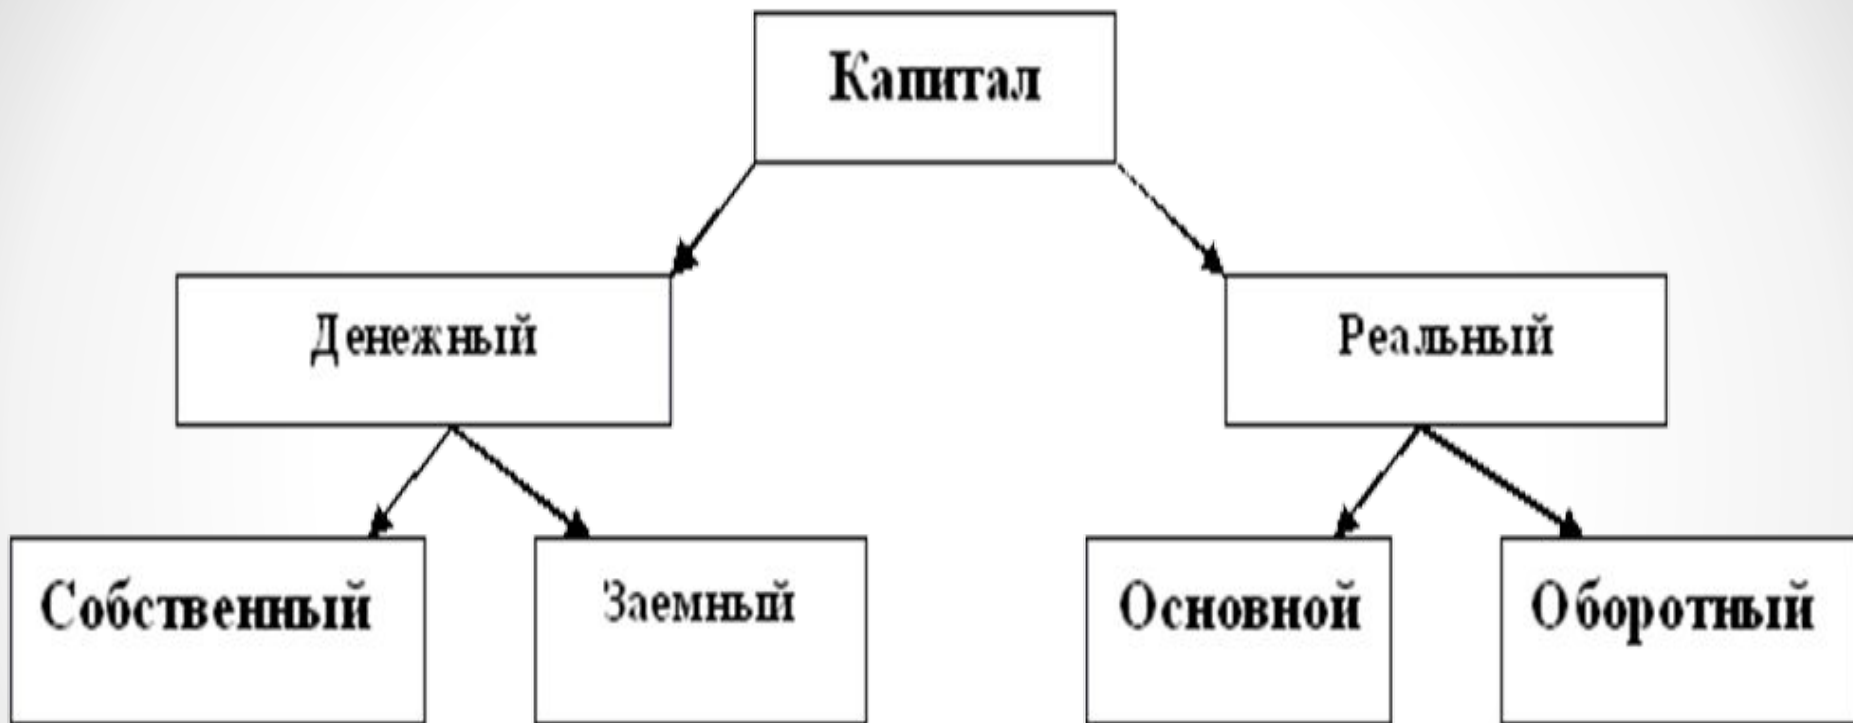 Капитал
Денежный
Реальный
Собственный
Заемный
Основной
Оборотный